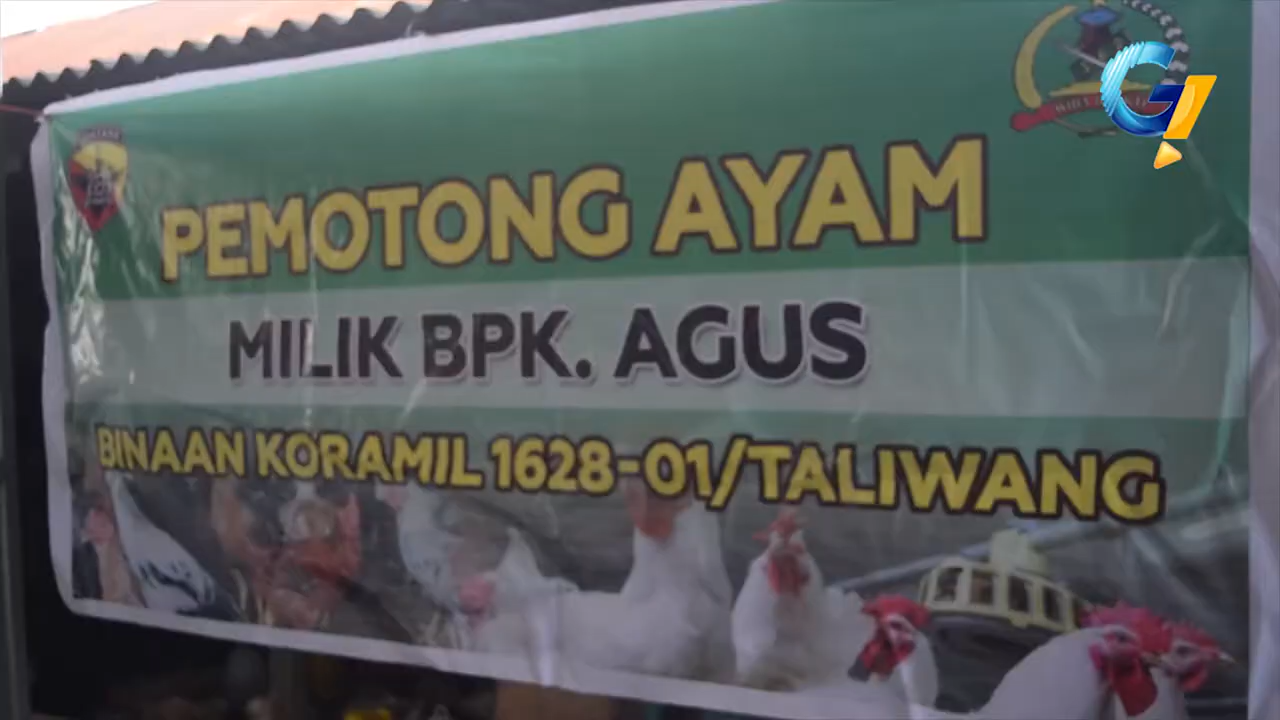 PEMOTONG AYAM
MILIK BPK. AGUS
BINAAN KORAMIL 1628-01/TALIWANG